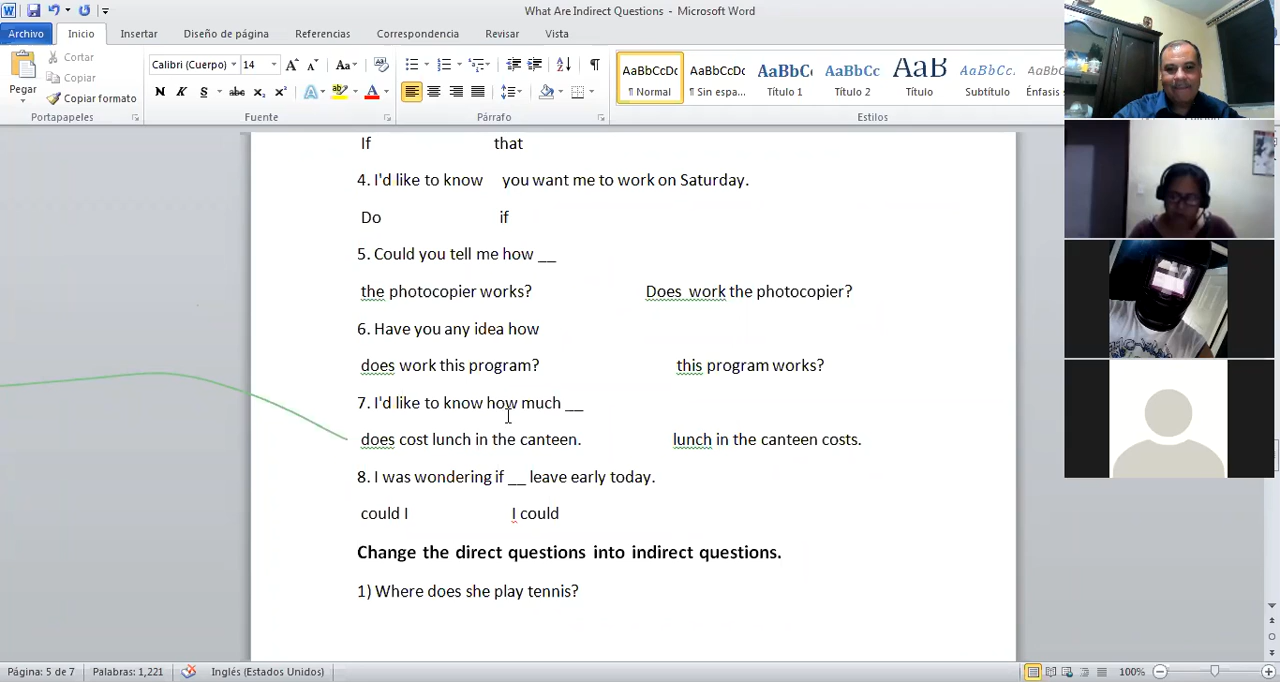 What Are Indirect Questions - Microsoft Word
Archivo Inicio Insertar Diseño de página Referencias Correspondencia Revisar Vista
Pegar
Cortar
Copiar
Copiar formato
Portapapeles
Calibri (Cuerpo) 14
N K S abc x₂ x² A A
Fuente
Párrafo
AaBbCcDc AaBbCcDc AaBbC AaBbCc AaB AaBbCc AaBbCc
¶ Normal ¶ Sin espa... Título 1 Título 2 Título Subtítulo Énfasis
Estilos
If that
4. I'd like to know you want me to work on Saturday.
Do if
5. Could you tell me how __
the photocopier works? Does work the photocopier?
6. Have you any idea how
does work this program? this program works?
7. I'd like to know how much __
does cost lunch in the canteen. lunch in the canteen costs.
8. I was wondering if __ leave early today.
could I I could
Change the direct questions into indirect questions.
1) Where does she play tennis?
Página: 5 de 7 Palabras: 1,221 Inglés (Estados Unidos) 100%